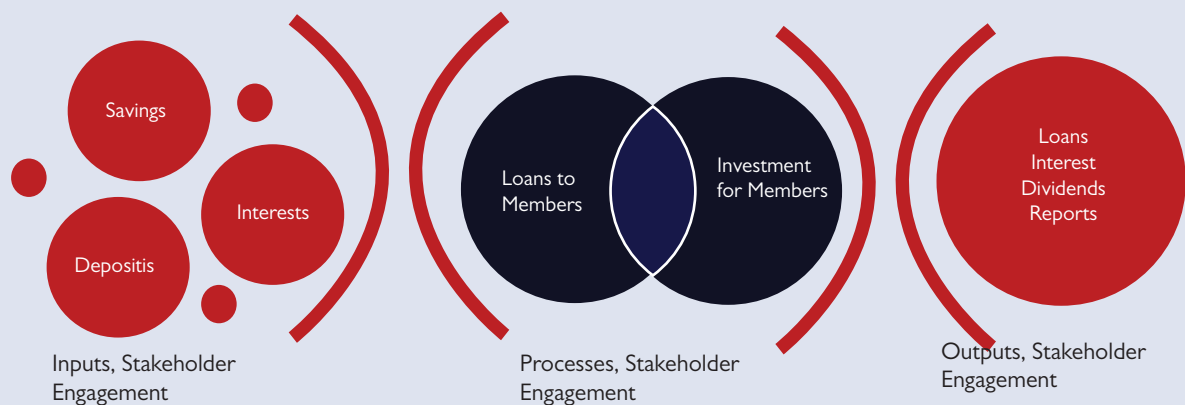 Savings
Interests
Depositis
Inputs, Stakeholder
Engagement
Loans to
Members
Investment
for Members
Processes, Stakeholder
Engagement
Loans
Interest
Dividends
Reports
Outputs, Stakeholder
Engagement